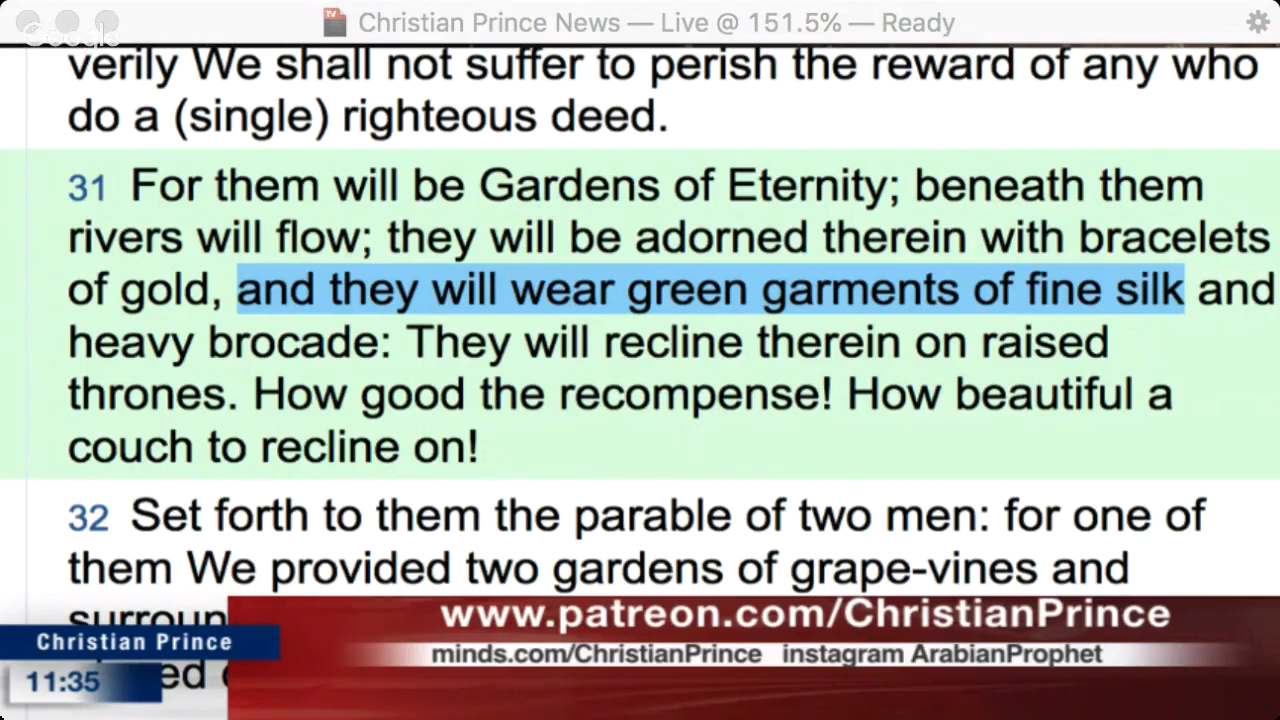 Christian Prince News — Live @ 151.5% — Ready
Google
verily We shall not suffer to perish the reward of any who
do a (single) righteous deed.
31 For them will be Gardens of Eternity; beneath them
rivers will flow; they will be adorned therein with bracelets
of gold, and they will wear green garments of fine silk and
heavy brocade: They will recline therein on raised
thrones. How good the recompense! How beautiful a
couch to recline on!
32 Set forth to them the parable of two men: for one of
them We provided two gardens of grape-vines and
www.patreon.com/ChristianPrince
Christian Prince
minds.com/ChristianPrince instagram ArabianProphet
11:35